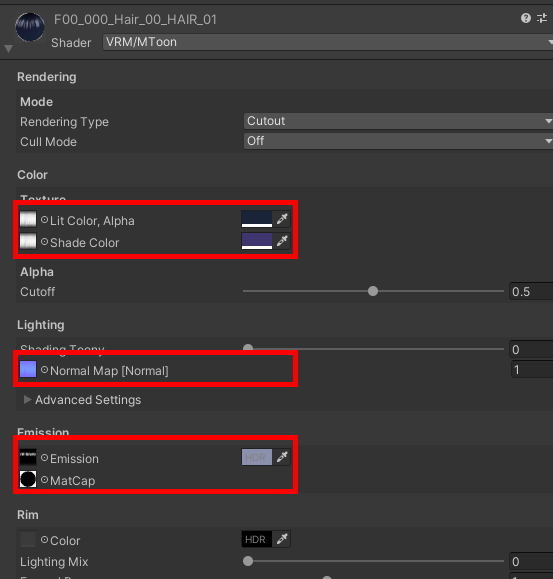 F00_000_Hair_00_HAIR_01
Shader VRM/MToon
Rendering
Mode
Rendering Type Cutout
Cull Mode Off
Color
Texture
Lit Color, Alpha
Shade Color
Alpha
Cutoff 0.5
Lighting
Shading Toony 0
Normal Map [Normal] 1
Advanced Settings
Emission
Emission HDR
MatCap
Rim
Color HDR
Lighting Mix 0